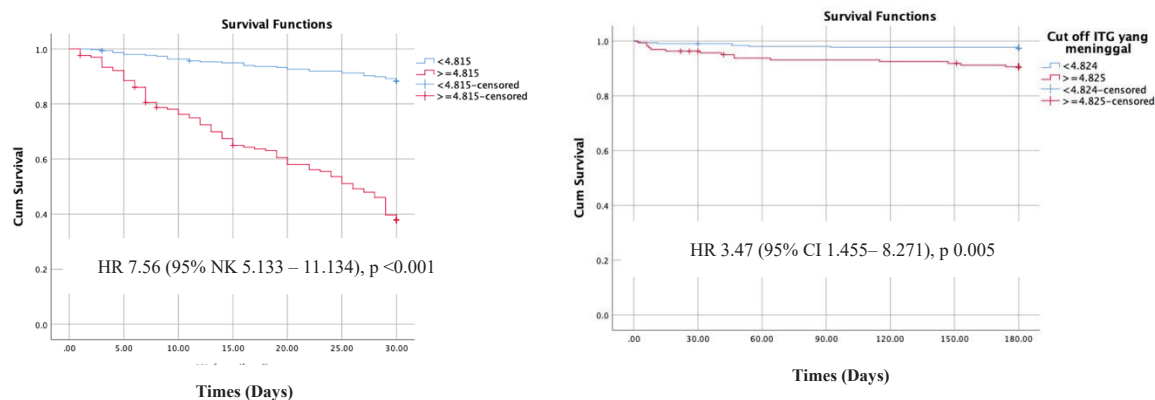 Survival Functions
1.0
0.8
0.6
0.4
0.2
0.0
Cum Survival
<4.815
>=4.815
<4.815-censored
>=4.815-censored
HR 7.56 (95% NK 5.133 – 11.134), p <0.001
.00 5.00 10.00 15.00 20.00 25.00 30.00
Times (Days)
Survival Functions
1.0
0.8
0.6
0.4
0.2
0.0
Cum Survival
Cut off ITG yang
meninggal
<4.824
>=4.825
<4.824-censored
>=4.825-censored
HR 3.47 (95% CI 1.455– 8.271), p 0.005
.00 30.00 60.00 90.00 120.00 150.00 180.00
Times (Days)